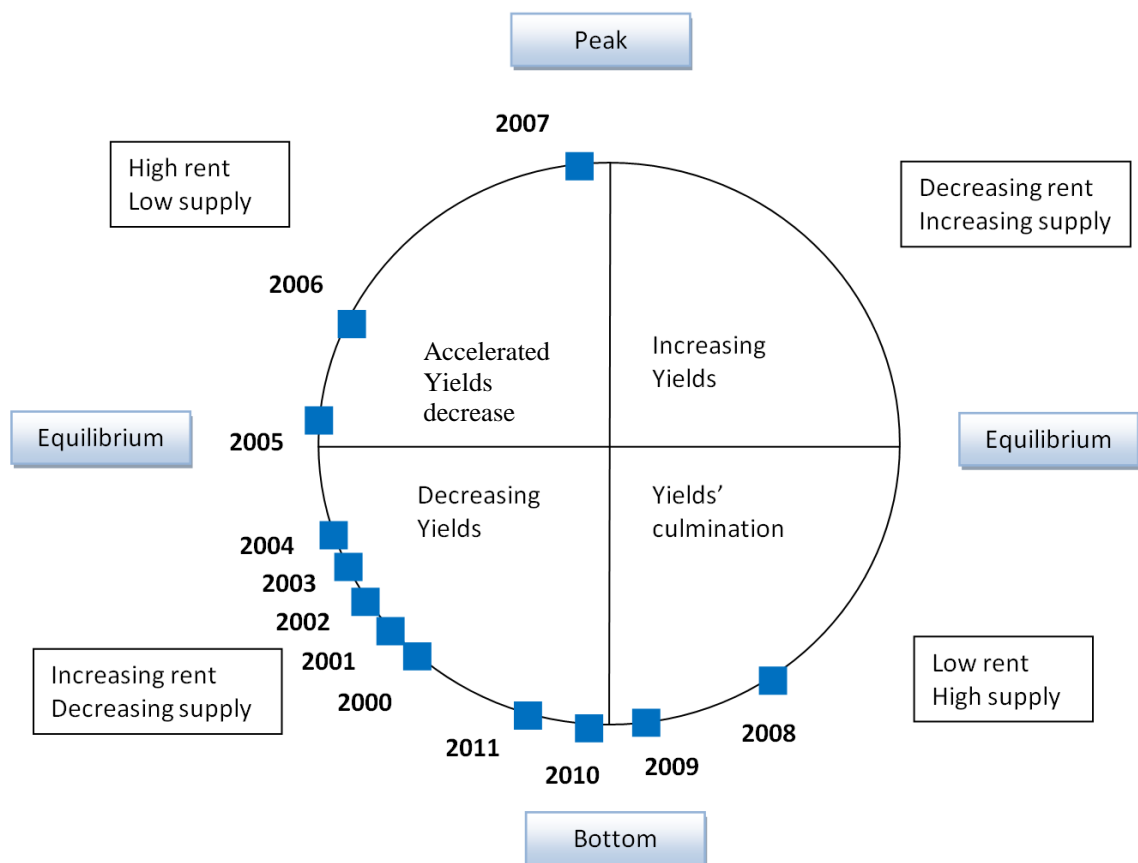 Peak
2007
High rent
Low supply
Decreasing rent
Increasing supply
2006
Accelerated
Yields
decrease
Increasing
Yields
Equilibrium
2005
Equilibrium
Decreasing
Yields
Yields’
culmination
2004
2003
2002
2001
2000
Increasing rent
Decreasing supply
Low rent
High supply
2011
2010
2009
2008
Bottom